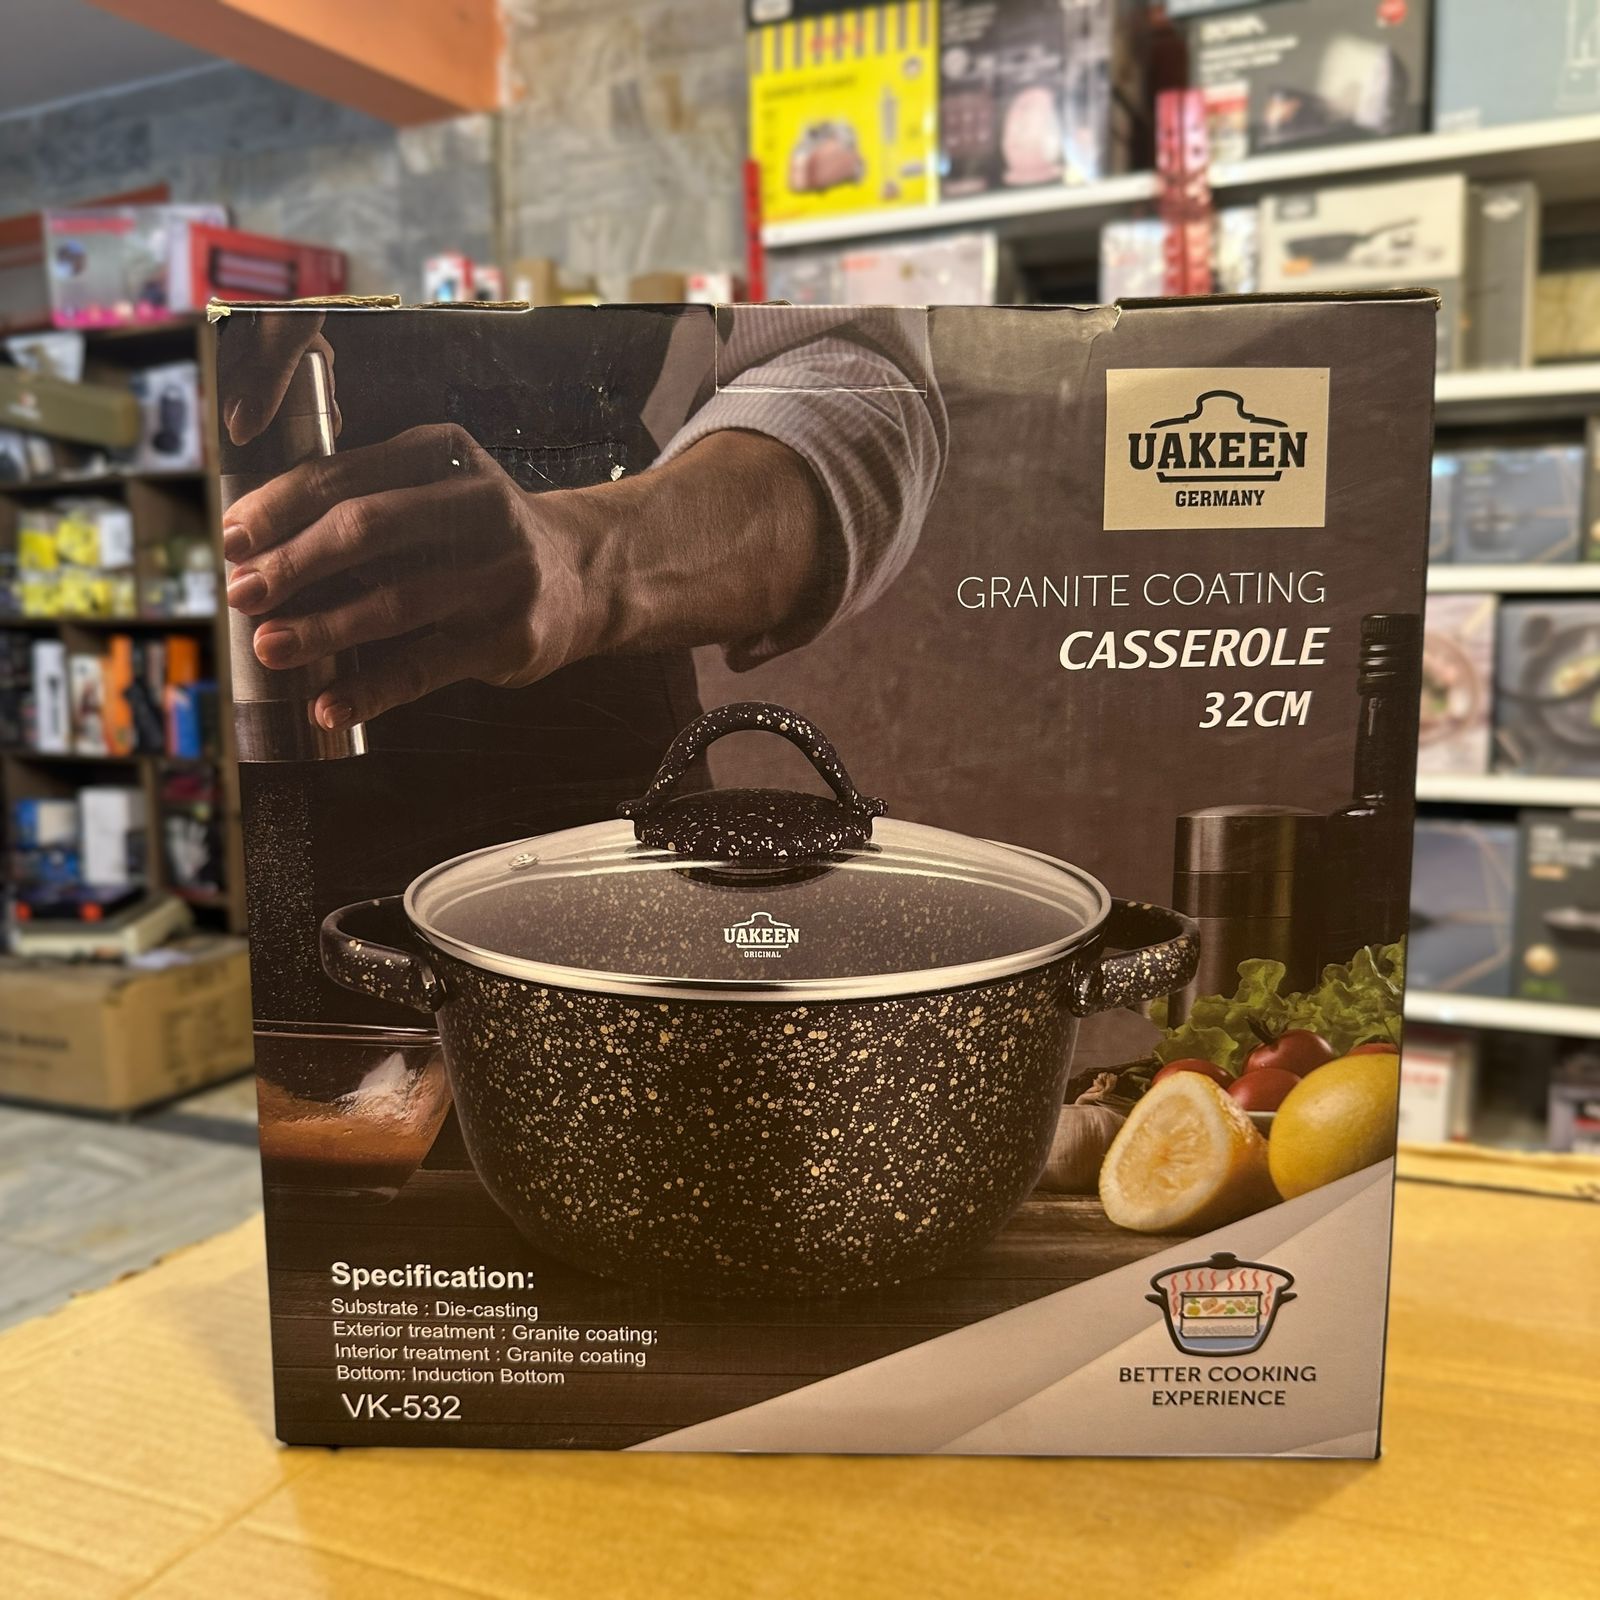 UAKEEN
GERMANY
GRANITE COATING
CASSEROLE
32CM
UAKEEN
ORIGINAL
Specification:
Substrate : Die-casting
Exterior treatment : Granite coating;
Interior treatment : Granite coating
Bottom: Induction Bottom
VK-532
BETTER COOKING
EXPERIENCE